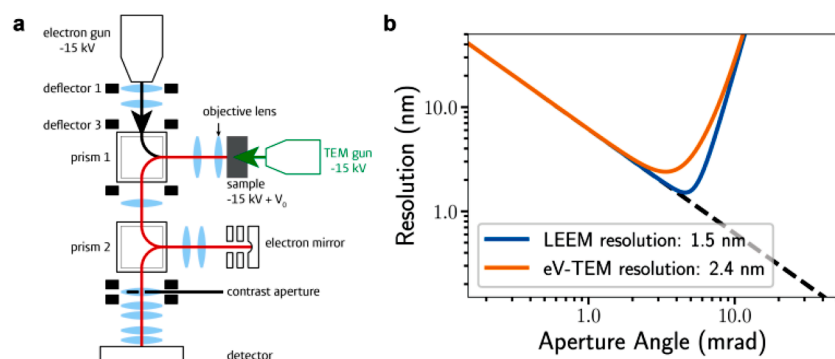 a
electron gun
-15 kV
deflector 1
deflector 3
objective lens
prism 1
TEM gun
-15 kV
sample
-15 kV + V₀
prism 2
electron mirror
contrast aperture
detector
b
Resolution (nm)
10.0
1.0
LEEM resolution: 1.5 nm
eV-TEM resolution: 2.4 nm
1.0
10.0
Aperture Angle (mrad)